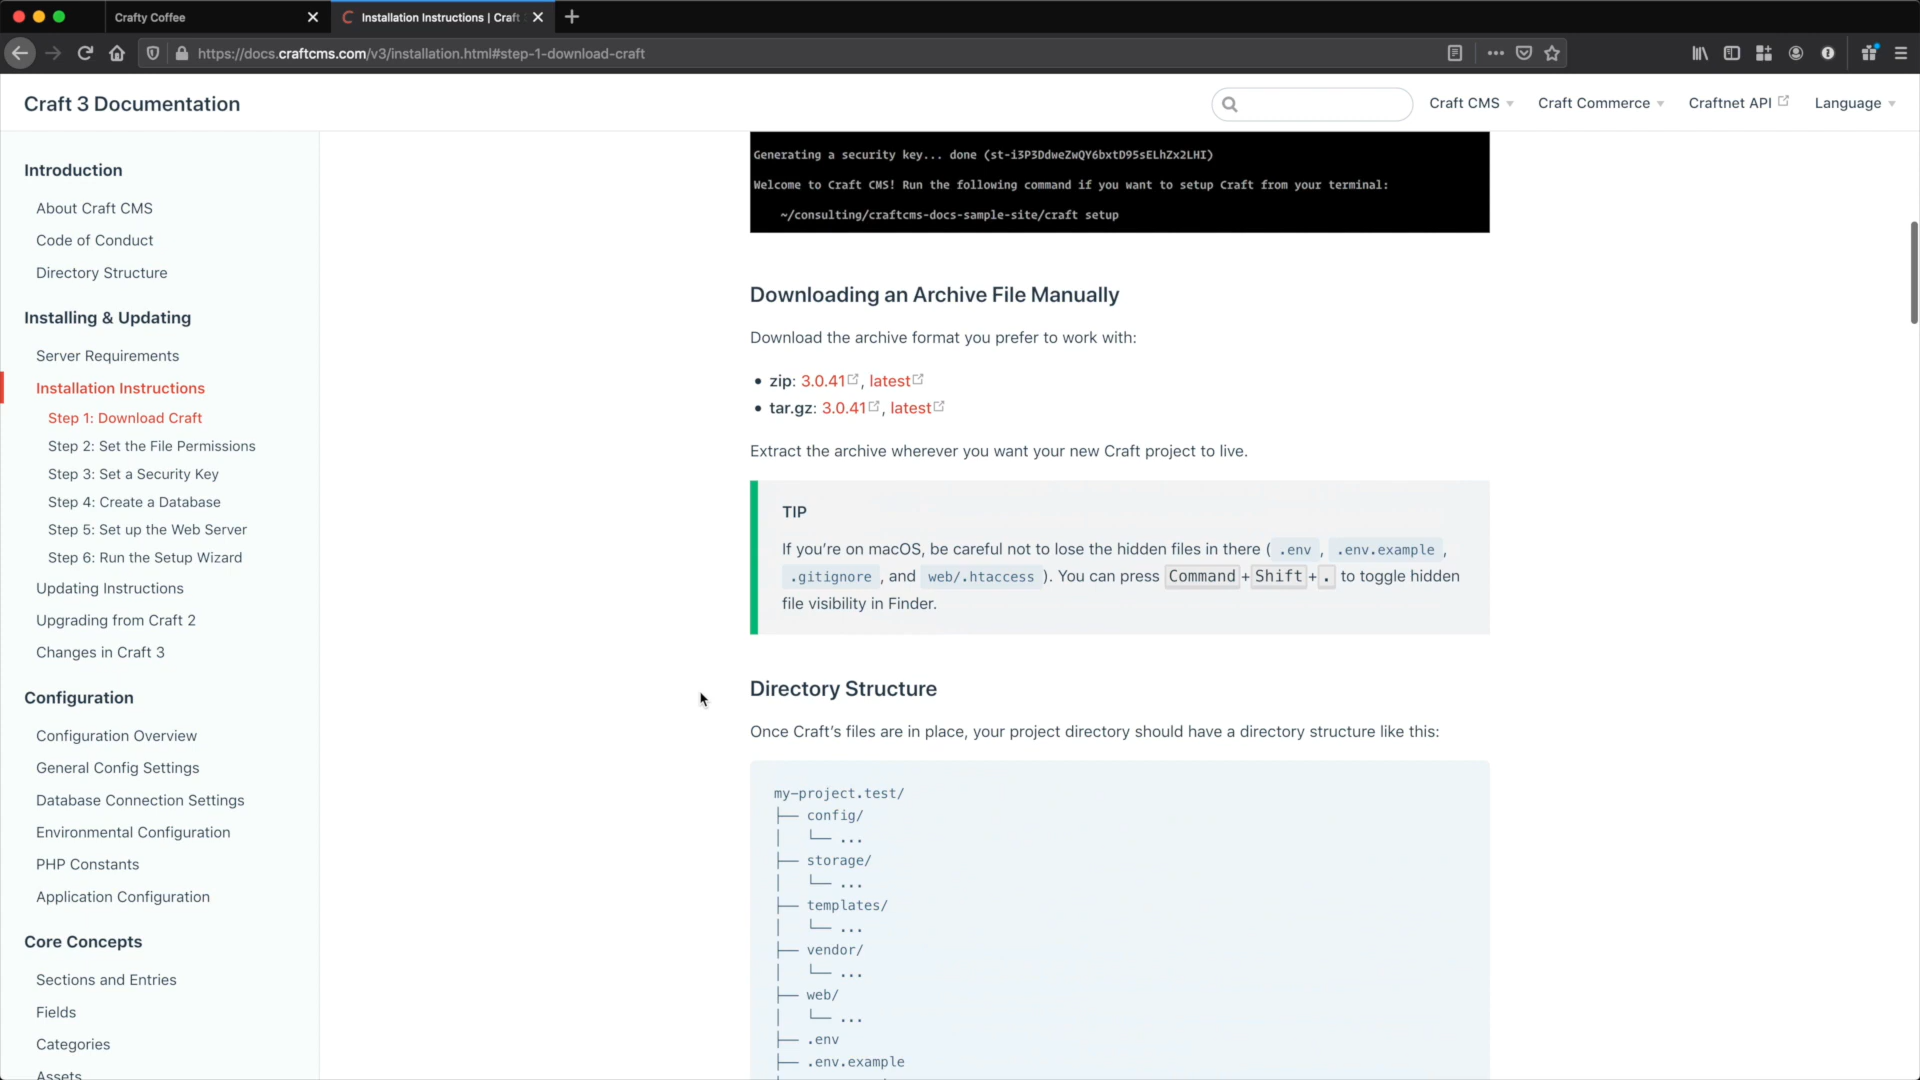 Crafty Coffee
Installation Instructions | Craft
https://docs.craftcms.com/v3/installation.html#step-1-download-craft
Craft 3 Documentation
Craft CMS
Craft Commerce
Craftnet API
Language
Introduction
About Craft CMS
Code of Conduct
Directory Structure
Installing & Updating
Server Requirements
Installation Instructions
Step 1: Download Craft
Step 2: Set the File Permissions
Step 3: Set a Security Key
Step 4: Create a Database
Step 5: Set up the Web Server
Step 6: Run the Setup Wizard
Updating Instructions
Upgrading from Craft 2
Changes in Craft 3
Configuration
Configuration Overview
General Config Settings
Database Connection Settings
Environmental Configuration
PHP Constants
Application Configuration
Core Concepts
Sections and Entries
Fields
Categories
Assets
Generating a security key... done (st-i3P3DdweZwQY6bxtD95sELhZx2LHI)
Welcome to Craft CMS! Run the following command if you want to setup Craft from your terminal:
~/consulting/craftcms-docs-sample-site/craft setup
Downloading an Archive File Manually
Download the archive format you prefer to work with:
• zip: 3.0.41, latest
• tar.gz: 3.0.41, latest
Extract the archive wherever you want your new Craft project to live.
TIP
If you’re on macOS, be careful not to lose the hidden files in there ( .env , .env.example ,
.gitignore , and web/.htaccess ). You can press Command+Shift+. to toggle hidden
file visibility in Finder.
Directory Structure
Once Craft’s files are in place, your project directory should have a directory structure like this:
my-project.test/
├── config/
│   └── ...
├── storage/
│   └── ...
├── templates/
│   └── ...
├── vendor/
│   └── ...
├── web/
│   └── ...
├── .env
├── .env.example